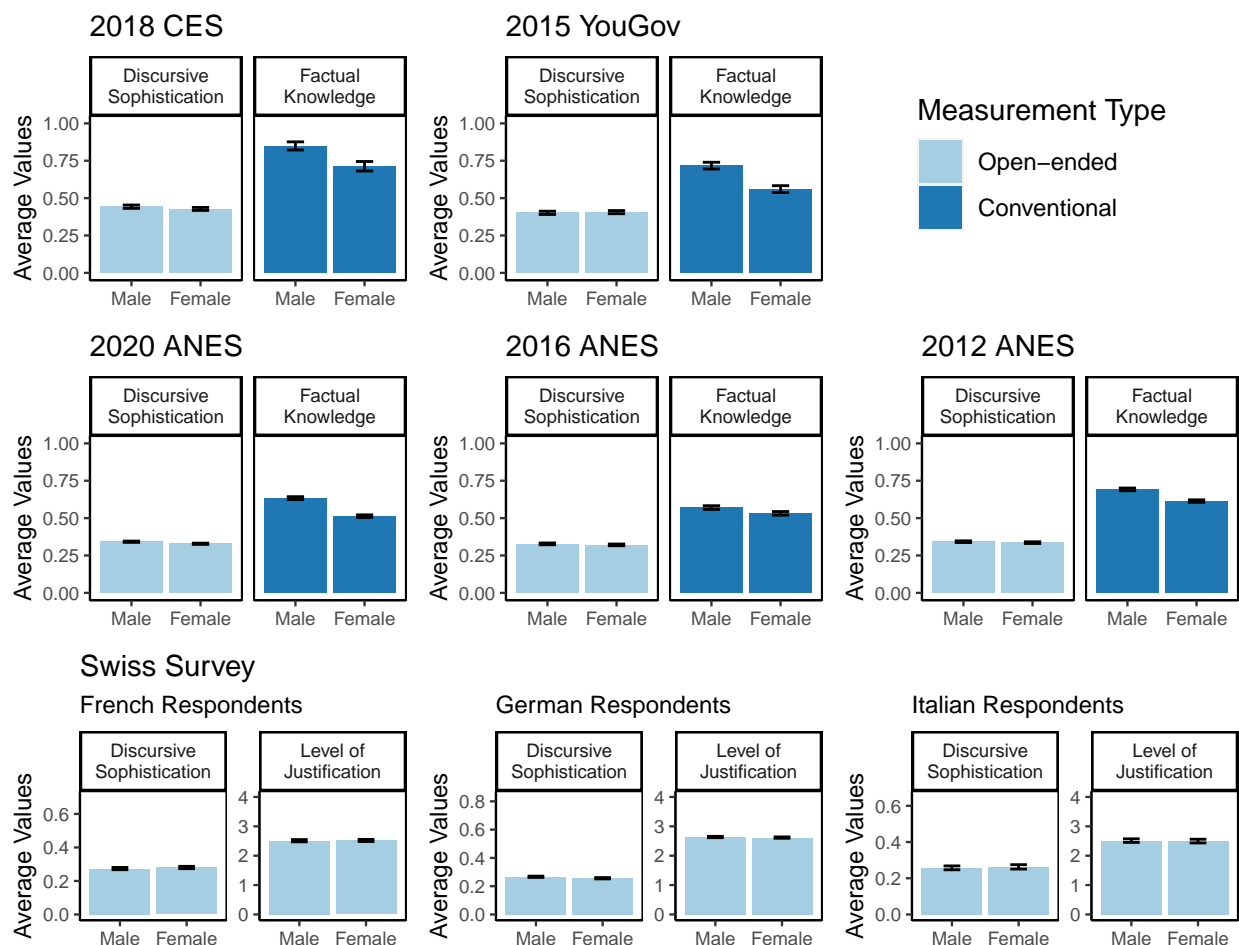 2018 CES
2015 YouGov
Discursive
Sophistication
Factual
Knowledge
Average Values
1.00
0.75
0.50
0.25
0.00
Male
Female
Male
Female
Discursive
Sophistication
Factual
Knowledge
Average Values
1.00
0.75
0.50
0.25
0.00
Male
Female
Male
Female
Measurement Type
Open−ended
Conventional
2020 ANES
2016 ANES
2012 ANES
Discursive
Sophistication
Factual
Knowledge
Average Values
1.00
0.75
0.50
0.25
0.00
Male
Female
Male
Female
Discursive
Sophistication
Factual
Knowledge
Average Values
1.00
0.75
0.50
0.25
0.00
Male
Female
Male
Female
Discursive
Sophistication
Factual
Knowledge
Average Values
1.00
0.75
0.50
0.25
0.00
Male
Female
Male
Female
Swiss Survey
French Respondents
German Respondents
Italian Respondents
Discursive
Sophistication
Level of
Justification
Average Values
0.6
0.4
0.2
0.0
4
3
2
1
0
Male
Female
Male
Female
Discursive
Sophistication
Level of
Justification
Average Values
0.8
0.6
0.4
0.2
0.0
4
3
2
1
0
Male
Female
Male
Female
Discursive
Sophistication
Level of
Justification
Average Values
0.6
0.4
0.2
0.0
4
3
2
1
0
Male
Female
Male
Female